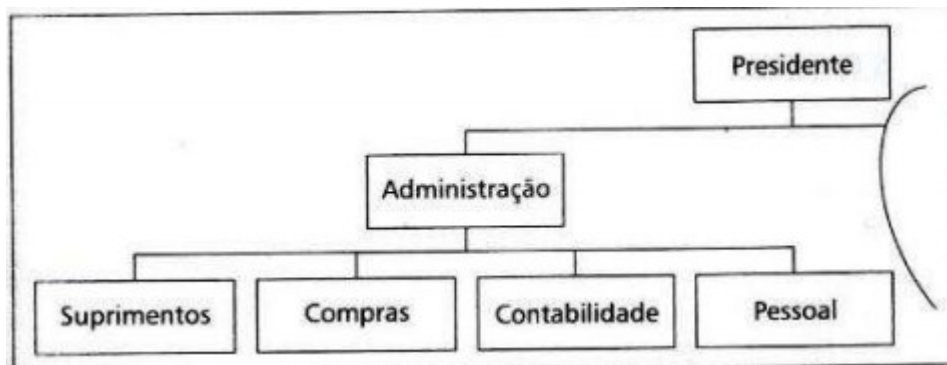 Presidente
Administração
Suprimentos
Compras
Contabilidade
Pessoal